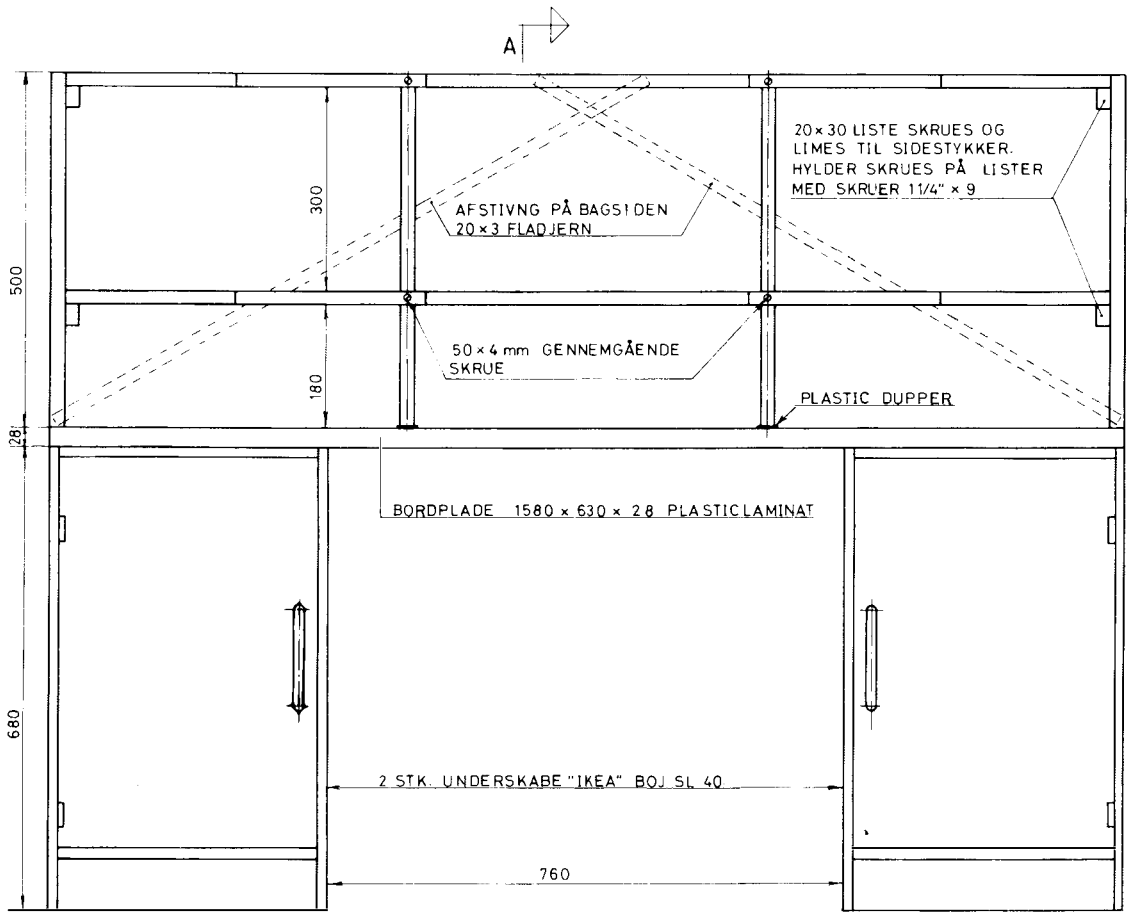 A
20×30 LISTE SKRUES OG
LIMES TIL SIDESTYKKER.
HYLDER SKRUES PÅ LISTER
MED SKRUER 11/4" × 9
300
AFSTIVNG PÅ BAGSIDEN
20×3 FLADJERN
500
50×4 mm GENNEMGÅENDE
SKRUE
180
PLASTIC DUPPER
28
BORDPLADE 1580 × 630 × 28 PLASTICLAMINAT
680
2 STK. UNDERSKABE "IKEA" BOJ SL 40
760